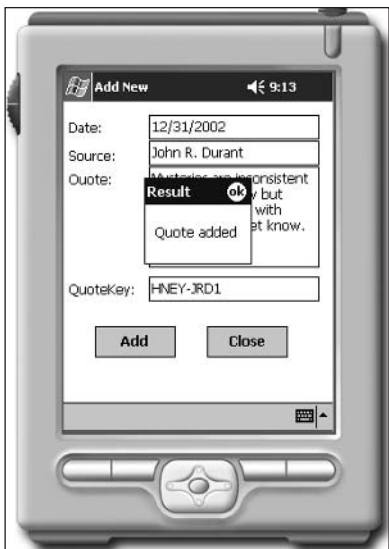 Add New 9:13
Date: 12/31/2002
Source: John R. Durant
Quote: Mysteries are inconsistent
y but
with
et know.
Result ok
Quote added
QuoteKey: HNEY-JRD1
Add Close